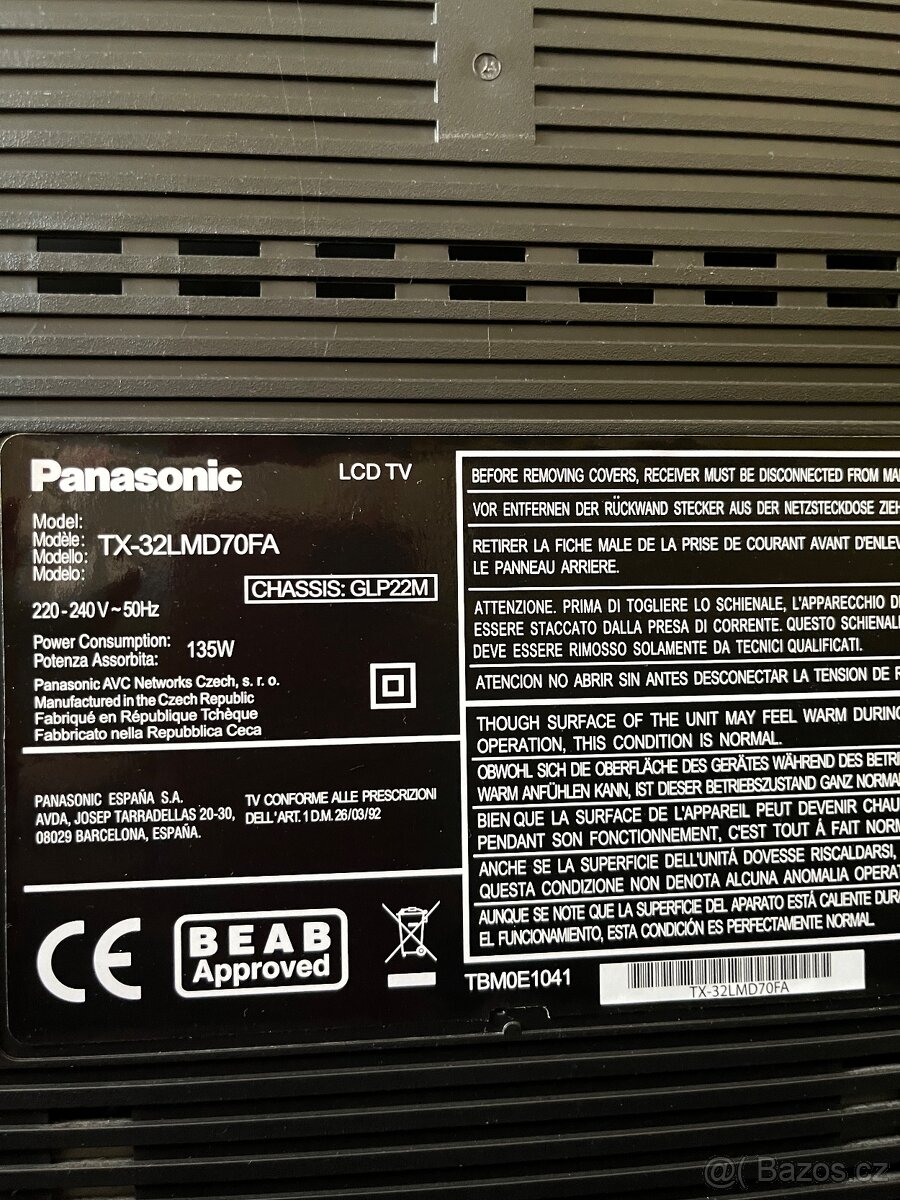 Panasonic
LCD TV
Model:
Modèle:
Modello:
Modelo:
TX-32LMD70FA
CHASSIS: GLP22M
220-240V~50Hz
Power Consumption:
Potenza Assorbita:
135W
Panasonic AVC Networks Czech, s. r. o.
Manufactured in the Czech Republic
Fabriqué en République Tchèque
Fabbricato nella Repubblica Ceca
PANASONIC ESPAÑA S.A.
AVDA, JOSEP TARRADELLAS 20-30,
08029 BARCELONA, ESPAÑA.
TV CONFORME ALLE PRESCRIZIONI
DELL'ART. 1 D.M. 26/03/92
CE
BEAB
Approved
BEFORE REMOVING COVERS, RECEIVER MUST BE DISCONNECTED FROM
VOR ENTFERNEN DER RÜCKWAND STECKER AUS DER NETZSTECKDOSE ZIEH
RETIRER LA FICHE MALE DE LA PRISE DE COURANT AVANT D'ENLEV
LE PANNEAU ARRIERE.
ATTENZIONE. PRIMA DI TOGLIERE LO SCHIENALE, L'APPARECCHIO D
ESSERE STACCATO DALLA PRESA DI CORRENTE. QUESTO SCHIENAL
DEVE ESSERE RIMOSSO SOLAMENTE DA TECNICI QUALIFICATI.
ATENCION NO ABRIR SIN ANTES DESCONECTAR LA TENSION DE R
THOUGH SURFACE OF THE UNIT MAY FEEL WARM DURING
OPERATION, THIS CONDITION IS NORMAL.
OBWOHL SICH DIE OBERFLÄCHE DES GERÄTES WÄHREND DES BETRI
WARM ANFÜHLEN KANN, IST DIESER BETRIEBSZUSTAND GANZ NORMA
BIEN QUE LA SURFACE DE L'APPAREIL PEUT DEVENIR CHAU
PENDANT SON FONCTIONNEMENT, C'EST TOUT Á FAIT NORM
ANCHE SE LA SUPERFICIE DELL'UNITÁ DOVESSE RISCALDARSI,
QUESTA CONDIZIONE NON DENOTA ALCUNA ANOMALIA OPERAT
AUNQUE SE NOTE QUE LA SUPERFICIE DEL APARATO ESTÁ CALIENTE DURA
EL FUNCIONAMIENTO, ESTA CONDICIÓN ES PERFECTAMENTE NORMAL.
TBM0E1041
TX-32LMD70FA
@( Bazos.cz